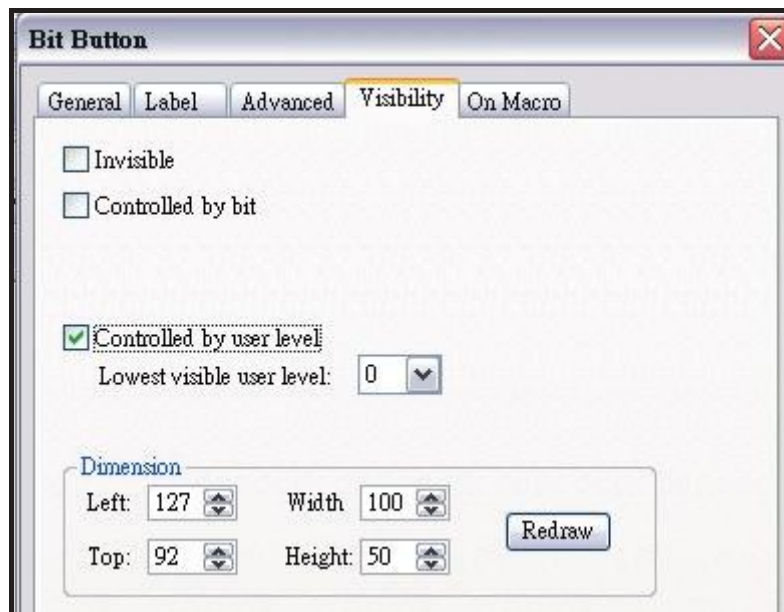 Bit Button
General Label Advanced Visibility On Macro
Invisible
Controlled by bit
Controlled by user level
Lowest visible user level: 0
Dimension
Left: 127 Width 100
Redraw
Top: 92 Height: 50